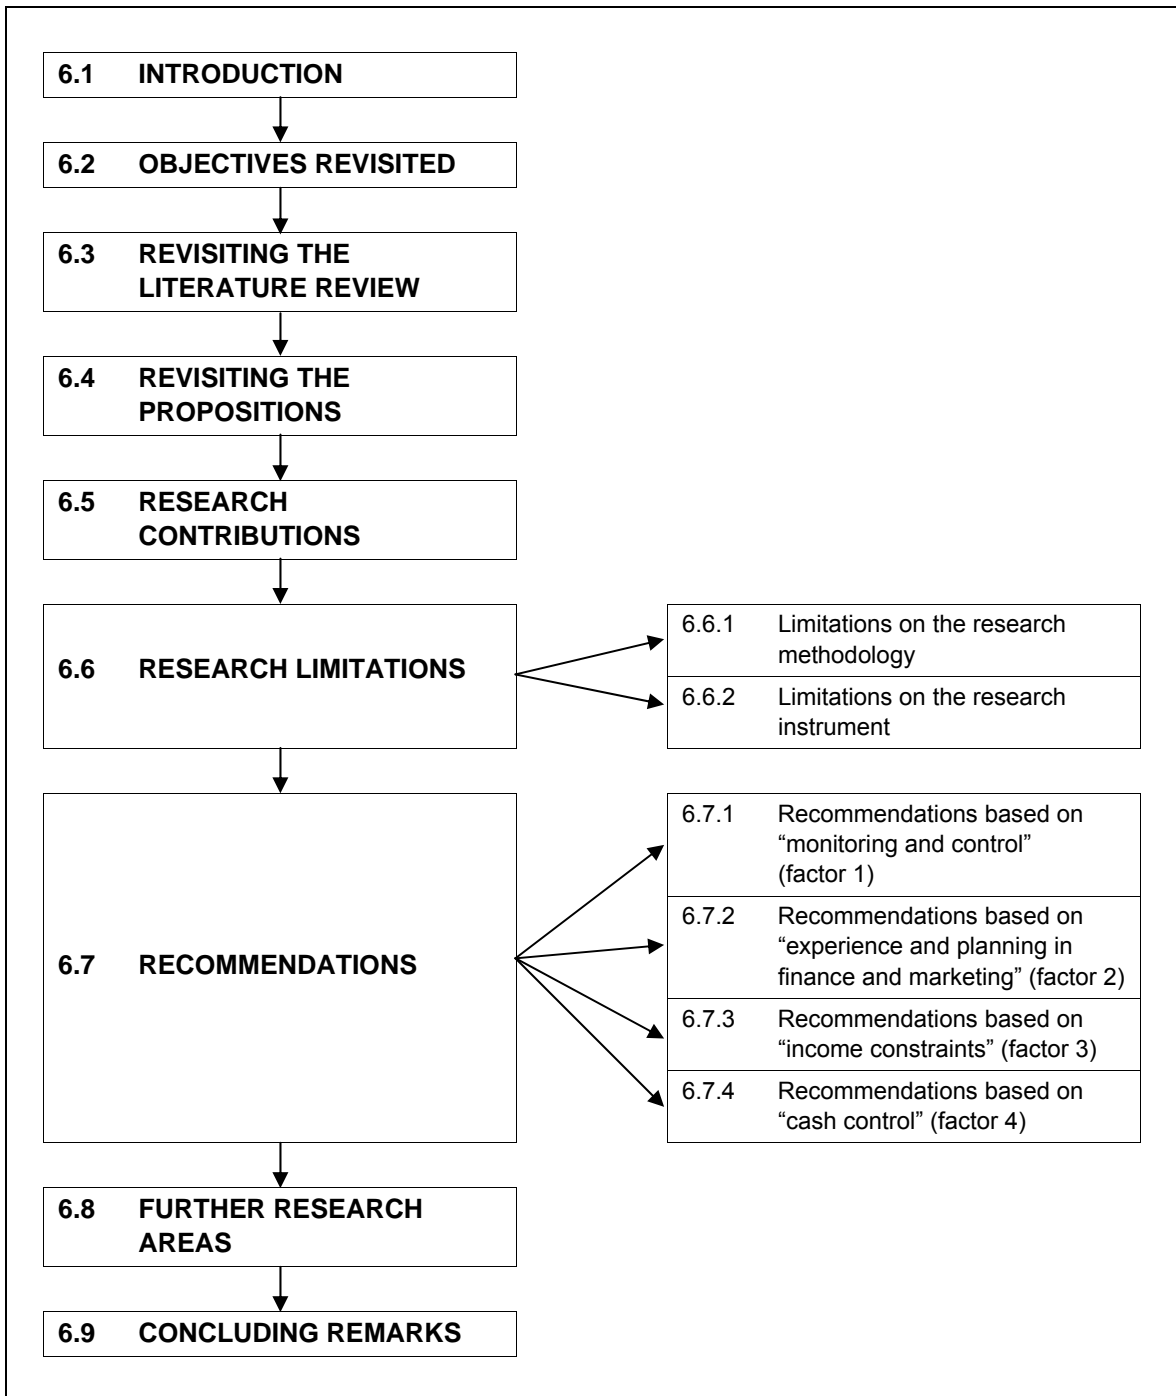 6.1 INTRODUCTION
6.2 OBJECTIVES REVISITED
6.3 REVISITING THE
LITERATURE REVIEW
6.4 REVISITING THE
PROPOSITIONS
6.5 RESEARCH
CONTRIBUTIONS
6.6 RESEARCH LIMITATIONS
6.6.1 Limitations on the research
methodology
6.6.2 Limitations on the research
instrument
6.7 RECOMMENDATIONS
6.7.1 Recommendations based on
“monitoring and control”
(factor 1)
6.7.2 Recommendations based on
“experience and planning in
finance and marketing” (factor 2)
6.7.3 Recommendations based on
“income constraints” (factor 3)
6.7.4 Recommendations based on
“cash control” (factor 4)
6.8 FURTHER RESEARCH
AREAS
6.9 CONCLUDING REMARKS